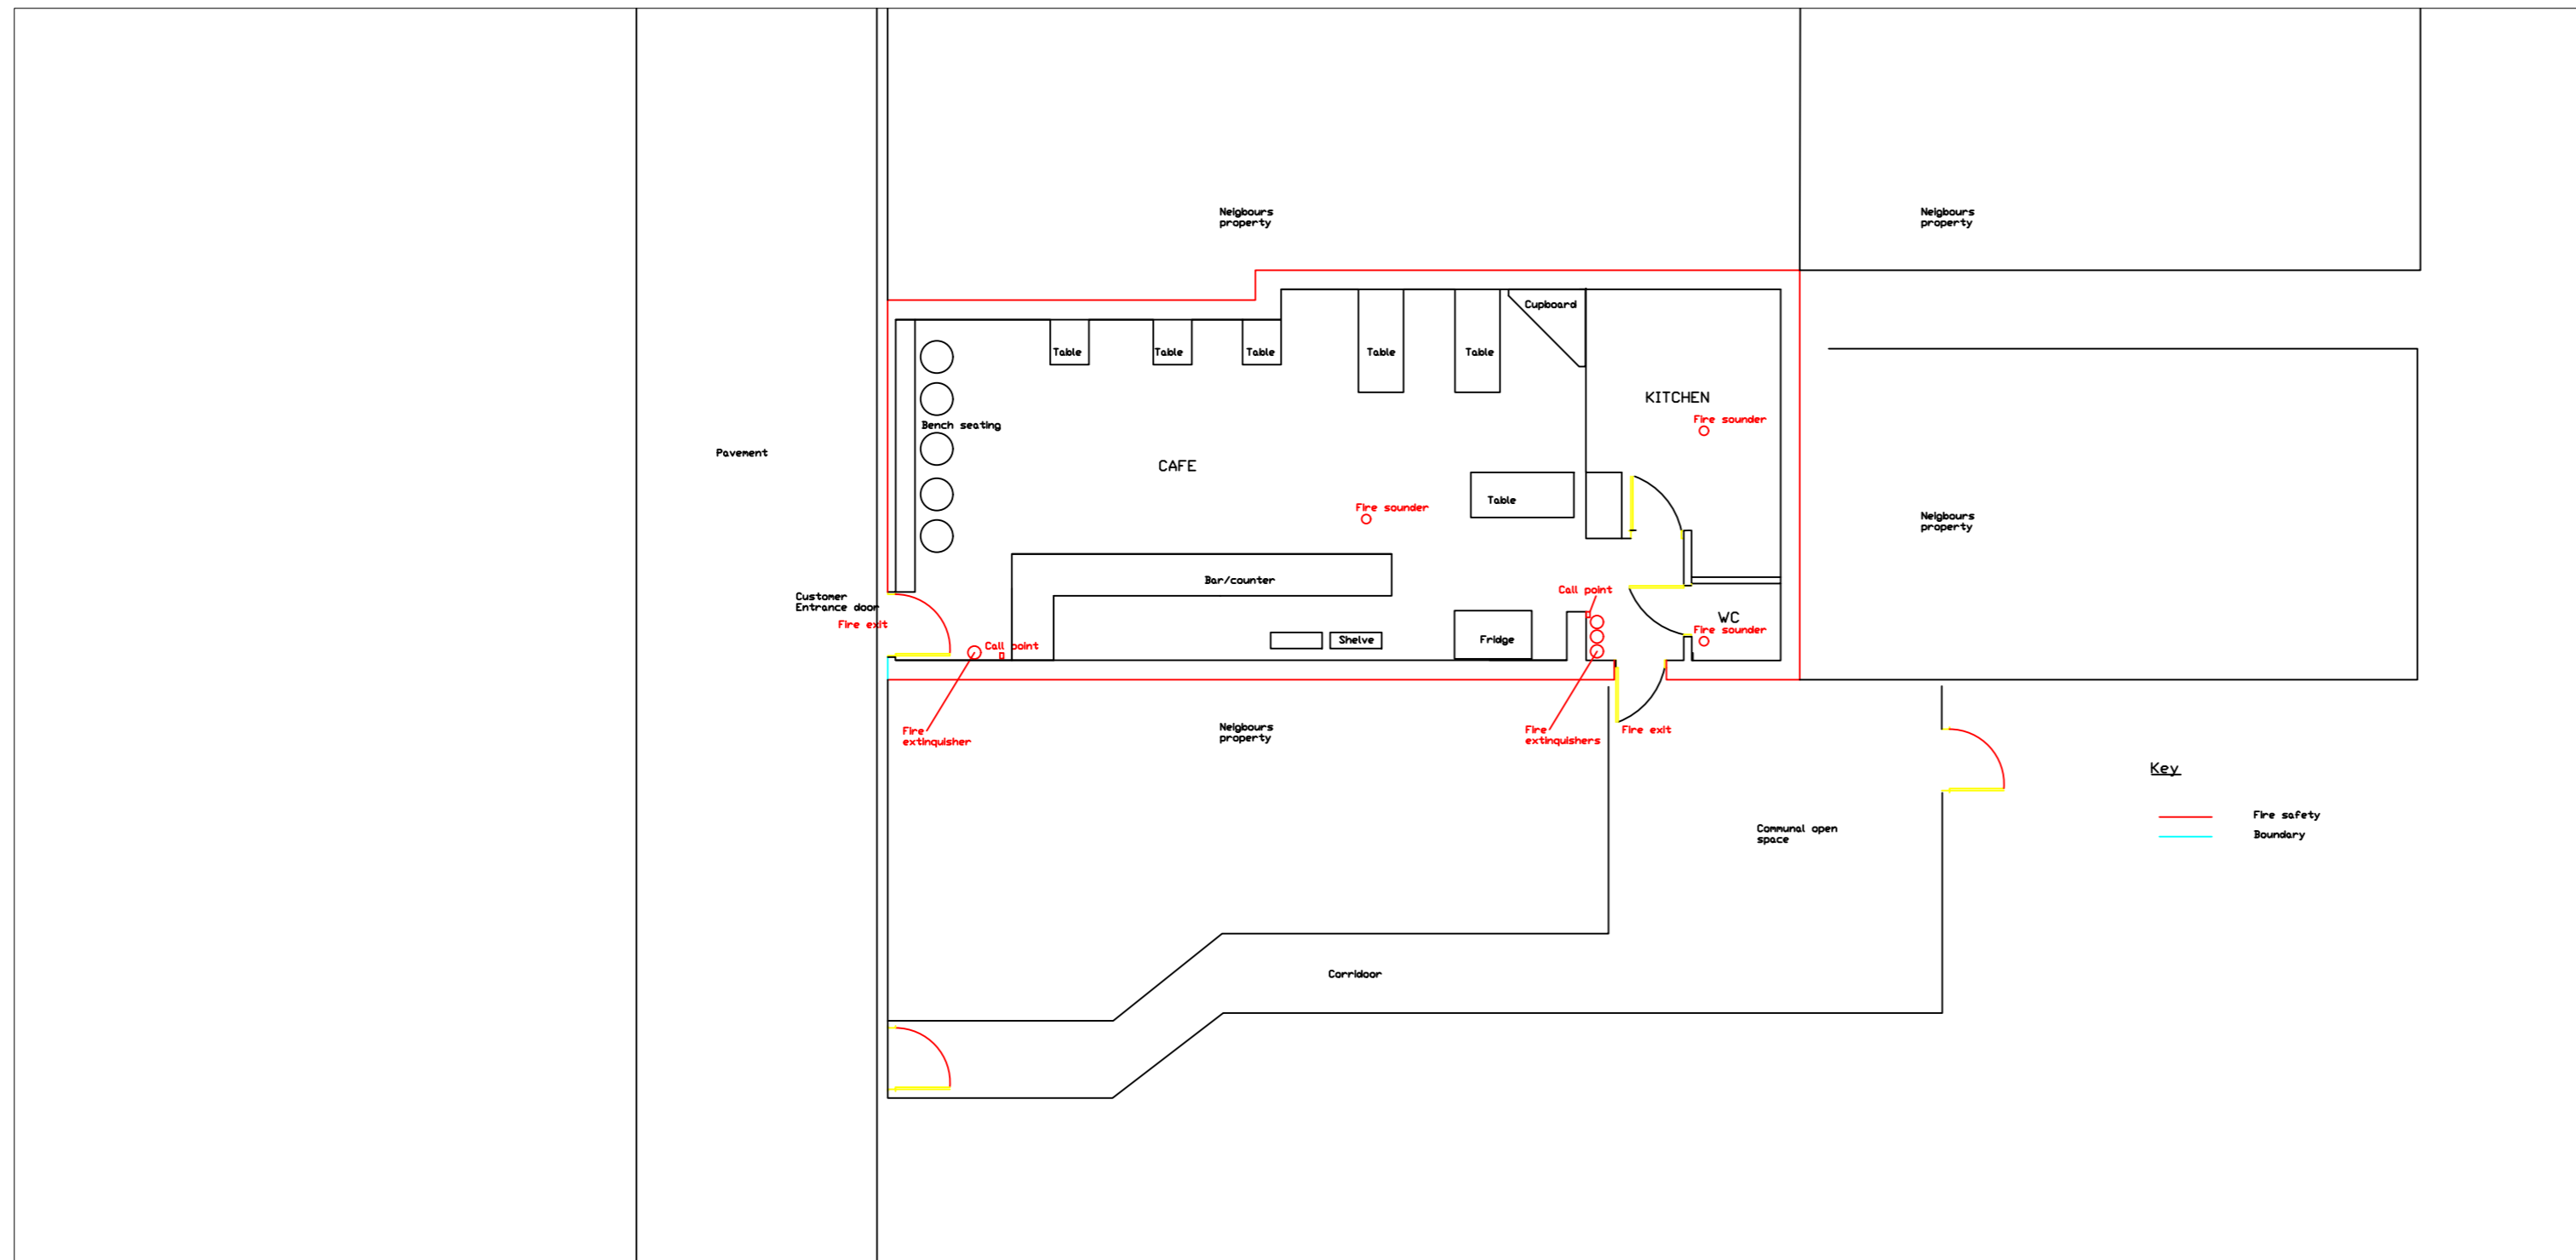 Neigbours
property
Neigbours
property
Cupboard
Table
Table
Table
Table
Table
KITCHEN
Fire sounder
Bench seating
Pavement
CAFE
Table
Fire sounder
Neigbours
property
Bar/counter
Call point
Customer
Entrance door
Fire exit
WC
Fire sounder
Shelve
Fridge
Call point
Fire
extinquisher
Neigbours
property
Fire
extinquishers
Fire exit
Key
Fire safety
Boundary
Communal open
space
Corridoor